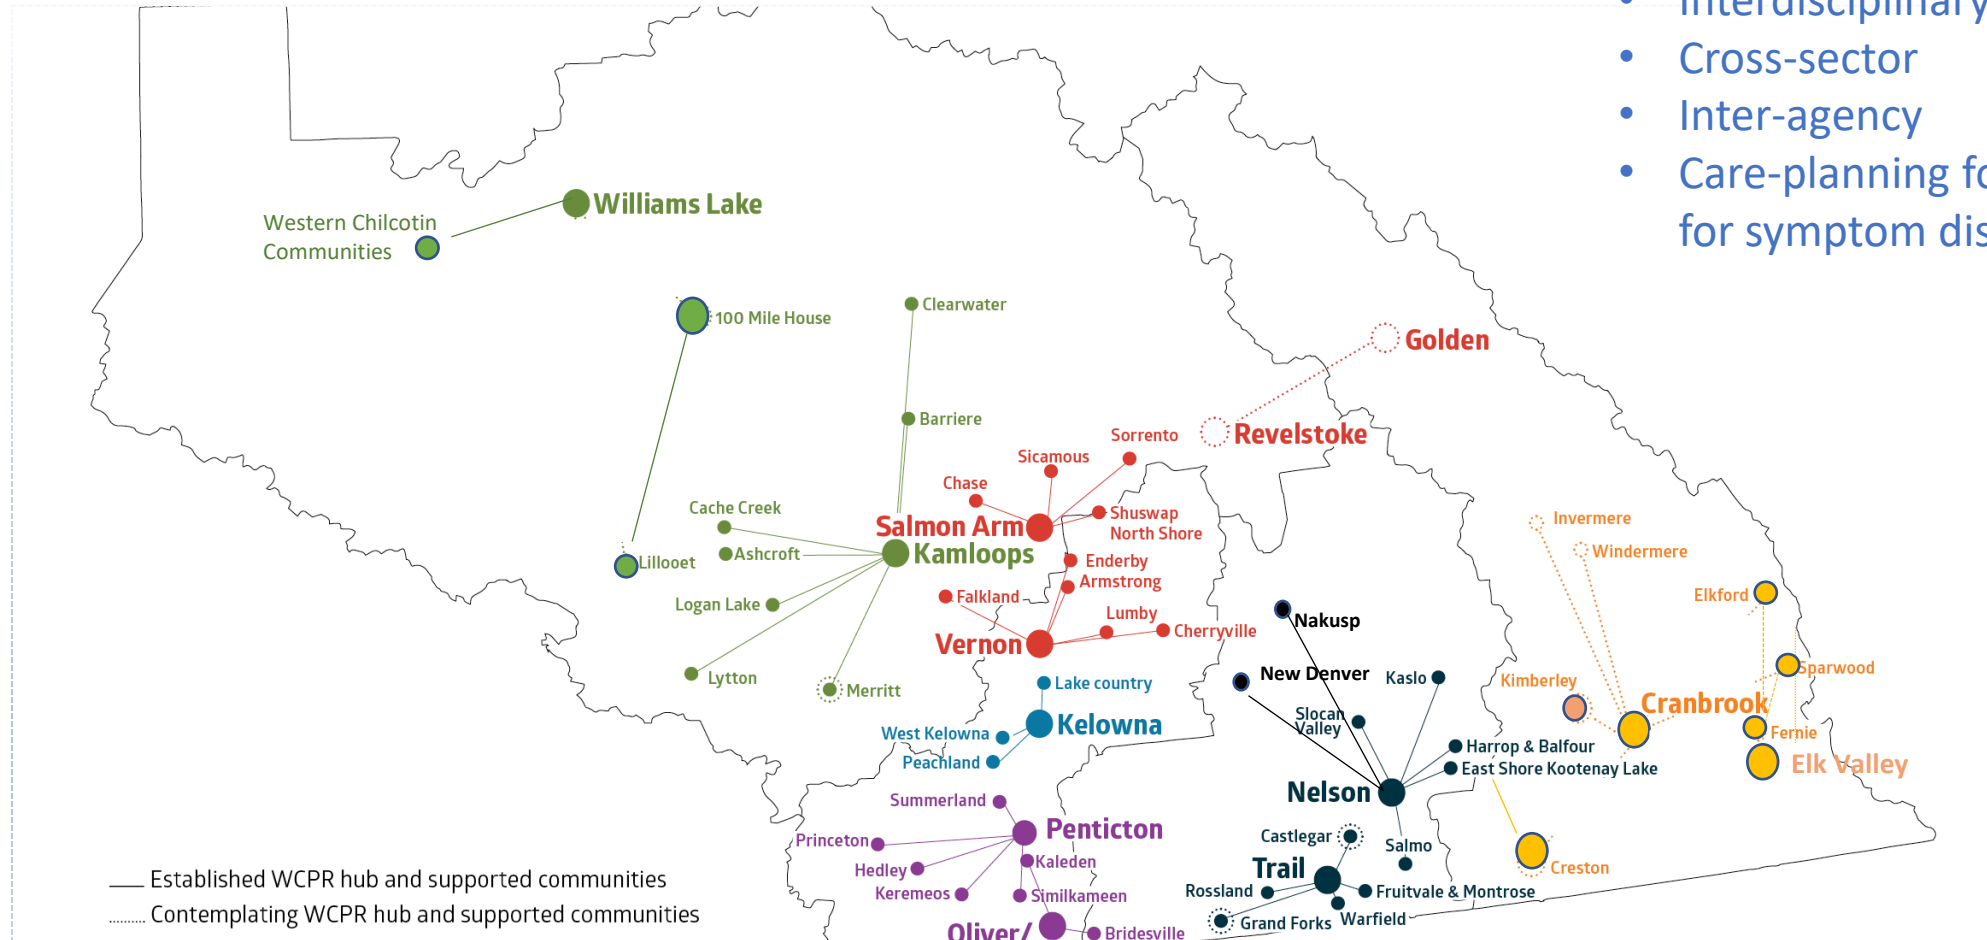 Interdisciplinary
• Cross-sector
• Inter-agency
• Care-planning fo
for symptom dis
Williams Lake
Western Chilcotin
Communities
100 Mile House
Clearwater
Golden
Barriere
Revelstoke
Sorrento
Sicamous
Chase
Cache Creek
Salmon Arm
Shuswap
North Shore
Ashcroft
Kamloops
Lillooet
Enderby
Armstrong
Logan Lake
Falkland
Lumby
Vernon
Cherryville
Lytton
Merritt
Invermere
Windermere
Elkford
Nakusp
New Denver
Kaslo
Sparwood
Kimberley
Cranbrook
Lake country
Kelowna
West Kelowna
Peachland
Slocan
Valley
Harrop & Balfour
East Shore Kootenay Lake
Fernie
Elk Valley
Nelson
Summerland
Penticton
Princeton
Kaleden
Hedley
Keremeos
Similkameen
Castlegar
Salmo
Trail
Creston
Rossland
Fruitvale & Montrose
Grand Forks
Warfield
Oliver/
Bridesville
Established WCPR hub and supported communities
Contemplating WCPR hub and supported communities